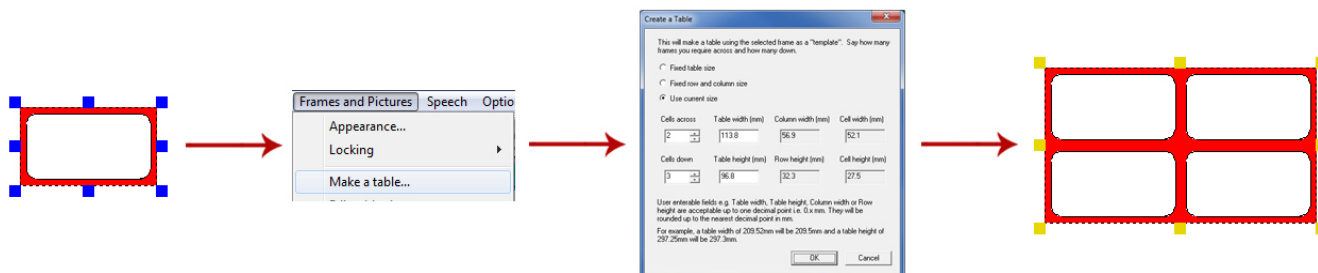 Frames and Pictures Speech Optio
Appearance...
Locking
Make a table...
Create a Table
This will make a table using the selected frame as a "template". Say how many
frames you require across and how many down.
Fixed table size
Fixed row and column size
Use current size
Cells across Table width (mm) Column width (mm) Cell width (mm)
2 113.8 56.9 52.1
Cells down Table height (mm) Row height (mm) Cell height (mm)
3 96.8 32.3 27.5
User enterable fields e.g. Table width, Table height, Column width or Row
height are acceptable up to one decimal point i.e. 0.x mm. They will be
rounded up to the nearest decimal point in mm.
For example, a table width of 209.52mm will be 209.5mm and a table height of
297.25mm will be 297.3mm.
OK Cancel